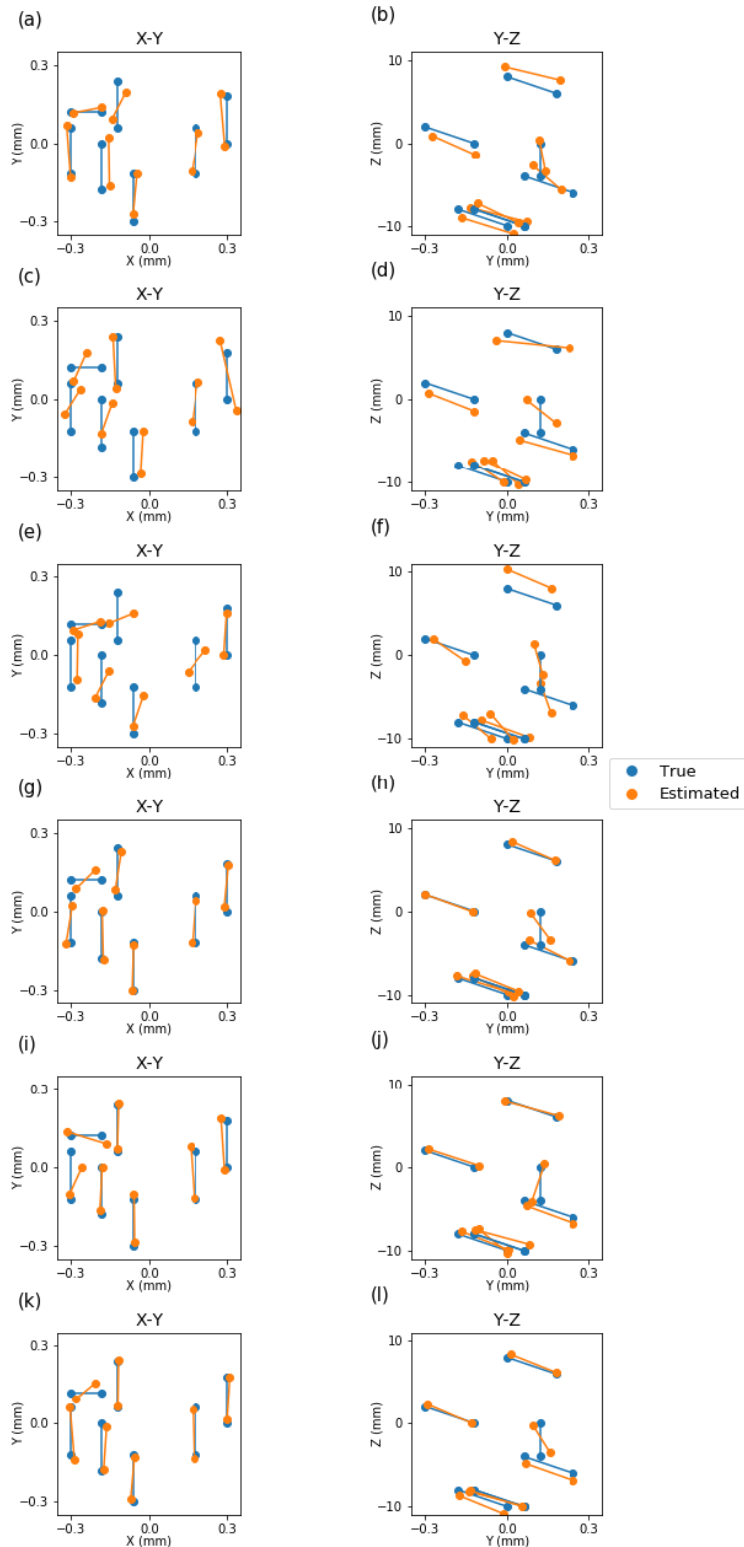 (a) (b)
X-Y Y-Z
0.3 10
Y (mm) 0.0 Z (mm) 0
−0.3 −10
−0.3 0.0 0.3 −0.3 0.0 0.3
X (mm) Y (mm)
(c) (d)
X-Y Y-Z
0.3 10
Y (mm) 0.0 Z (mm) 0
−0.3 −10
−0.3 0.0 0.3 −0.3 0.0 0.3
X (mm) Y (mm)
(e) (f)
X-Y Y-Z
0.3 10
Y (mm) 0.0 Z (mm) 0
−0.3 −10
−0.3 0.0 0.3 −0.3 0.0 0.3
X (mm) Y (mm)
True
Estimated
(g) (h)
X-Y Y-Z
0.3 10
Y (mm) 0.0 Z (mm) 0
−0.3 −10
−0.3 0.0 0.3 −0.3 0.0 0.3
X (mm) Y (mm)
(i) (j)
X-Y Y-Z
0.3 10
Y (mm) 0.0 Z (mm) 0
−0.3 −10
−0.3 0.0 0.3 −0.3 0.0 0.3
X (mm) Y (mm)
(k) (l)
X-Y Y-Z
0.3 10
Y (mm) 0.0 Z (mm) 0
−0.3 −10
−0.3 0.0 0.3 −0.3 0.0 0.3
X (mm) Y (mm)